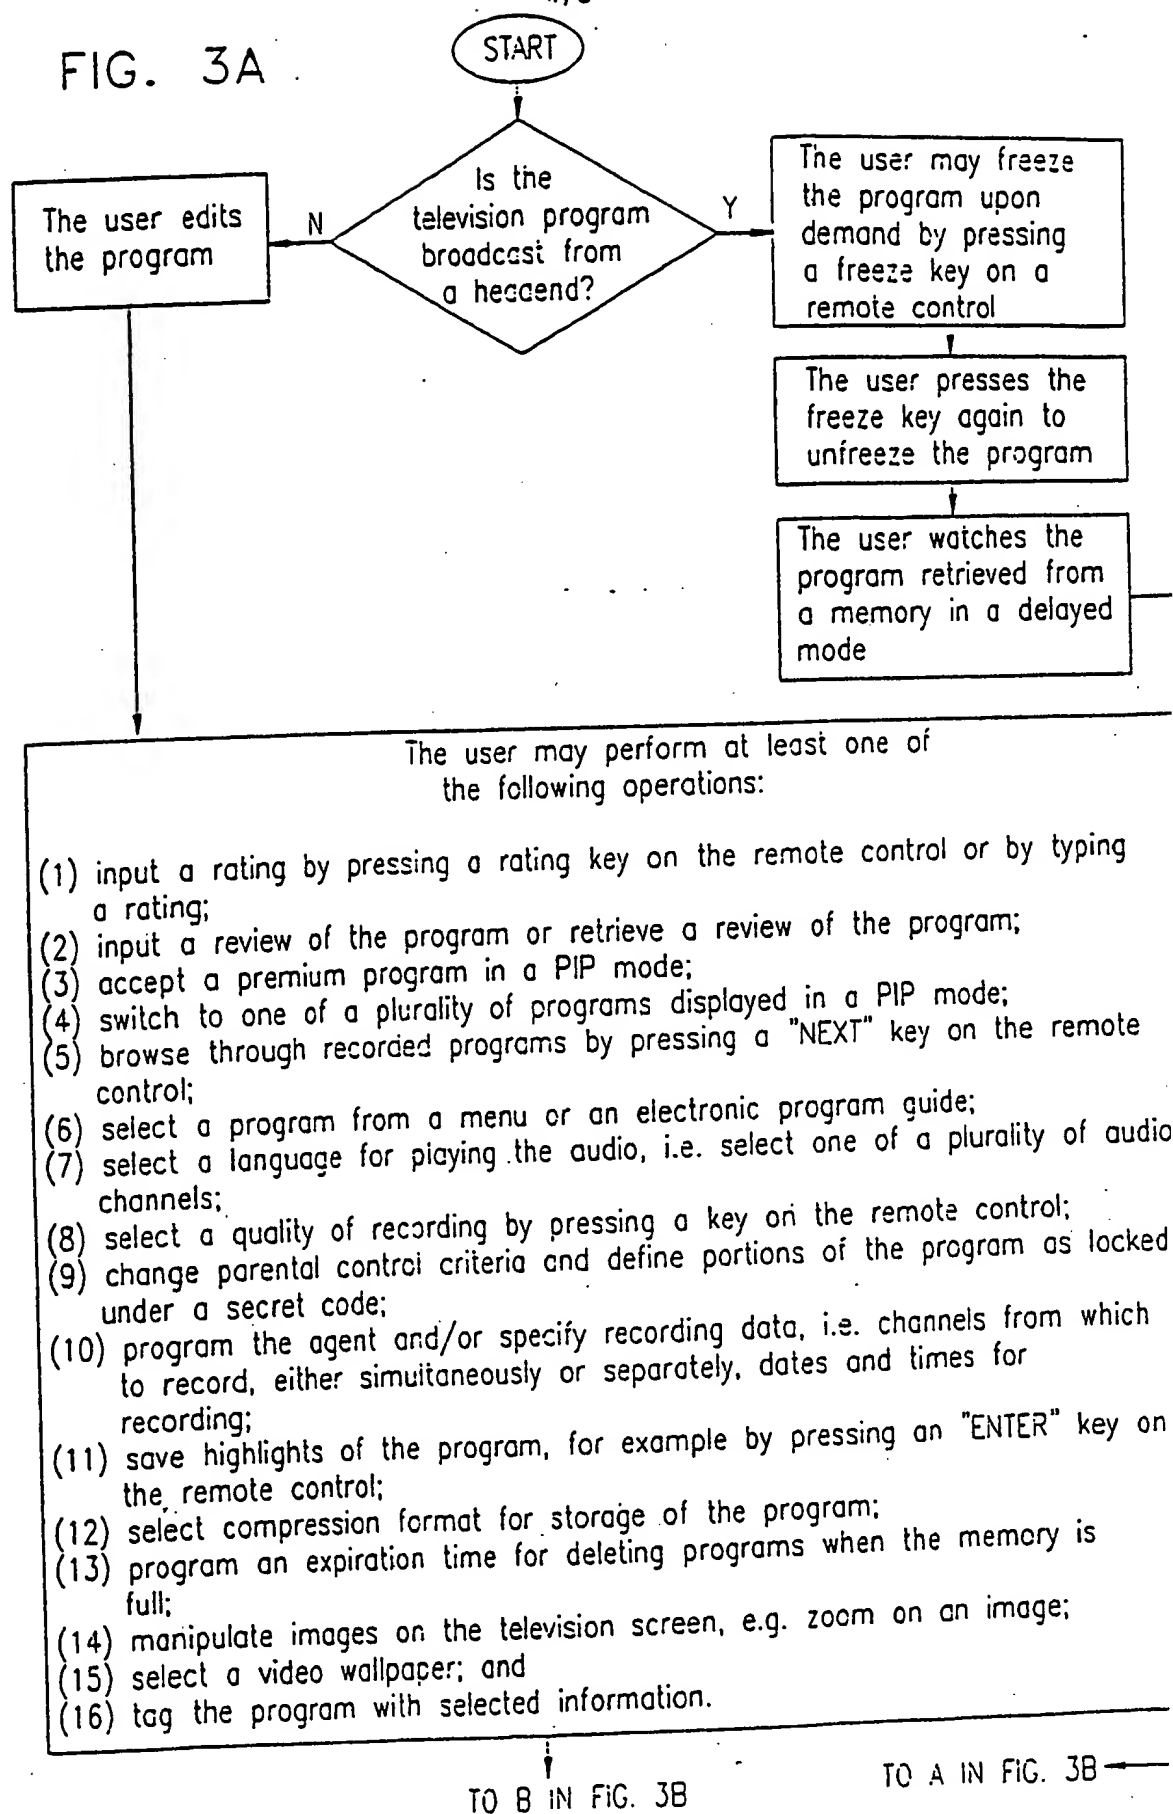 FIG. 3A
START
Is the
television program
broadcast from
a headend?
N
Y
The user edits
the program
The user may freeze
the program upon
demand by pressing
a freeze key on a
remote control
The user presses the
freeze key again to
unfreeze the program
The user watches the
program retrieved from
a memory in a delayed
mode
The user may perform at least one of
the following operations:
(1) input a rating by pressing a rating key on the remote control or by typing
a rating;
(2) input a review of the program or retrieve a review of the program;
(3) accept a premium program in a PIP mode;
(4) switch to one of a plurality of programs displayed in a PIP mode;
(5) browse through recorded programs by pressing a "NEXT" key on the remote
control;
(6) select a program from a menu or an electronic program guide;
(7) select a language for playing the audio, i.e. select one of a plurality of audio
channels;
(8) select a quality of recording by pressing a key on the remote control;
(9) change parental control criteria and define portions of the program as locked
under a secret code;
(10) program the agent and/or specify recording data, i.e. channels from which
to record, either simultaneously or separately, dates and times for
recording;
(11) save highlights of the program, for example by pressing an "ENTER" key on
the remote control;
(12) select compression format for storage of the program;
(13) program an expiration time for deleting programs when the memory is
full;
(14) manipulate images on the television screen, e.g. zoom on an image;
(15) select a video wallpaper; and
(16) tag the program with selected information.
TO B IN FIG. 3B
TO A IN FIG. 3B